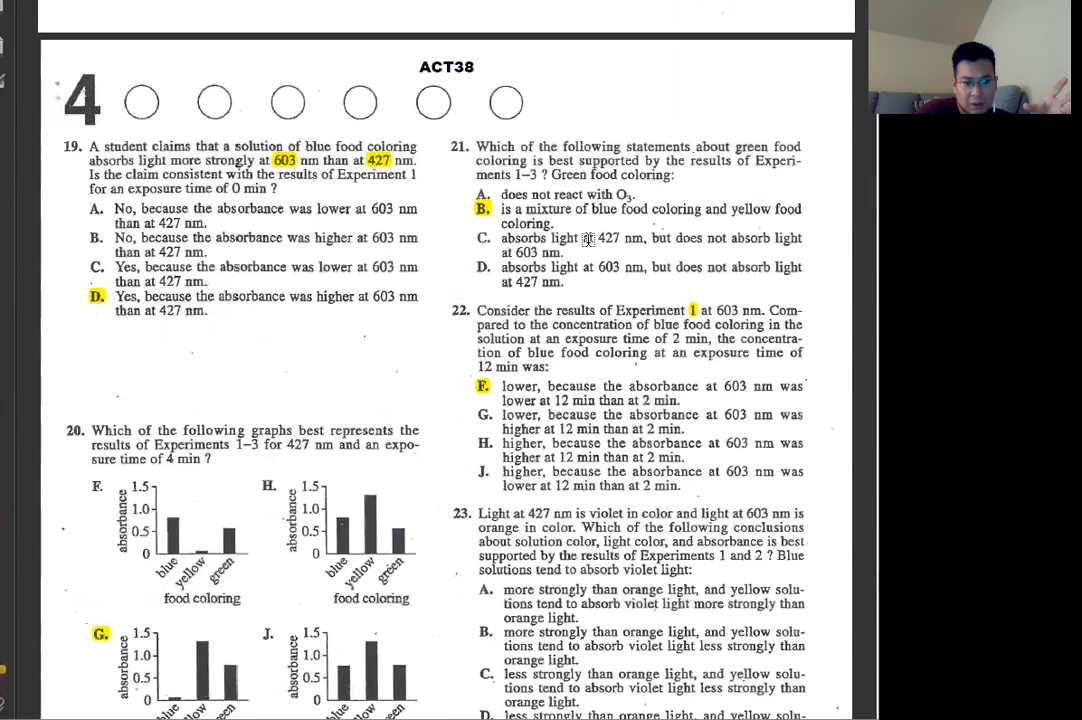 ACT38
4
19. A student claims that a solution of blue food coloring
absorbs light more strongly at 603 nm than at 427 nm.
Is the claim consistent with the results of Experiment 1
for an exposure time of 0 min ?
A. No, because the absorbance was lower at 603 nm
than at 427 nm.
B. No, because the absorbance was higher at 603 nm
than at 427 nm.
C. Yes, because the absorbance was lower at 603 nm
than at 427 nm.
D. Yes, because the absorbance was higher at 603 nm
than at 427 nm.
20. Which of the following graphs best represents the
results of Experiments 1–3 for 427 nm and an expo-
sure time of 4 min ?
F.
absorbance
1.5
1.0
0.5
0
blue
yellow
green
food coloring
H.
absorbance
1.5
1.0
0.5
0
blue
yellow
green
food coloring
G.
absorbance
1.5
1.0
0.5
0
J.
absorbance
1.5
1.0
0.5
0
21. Which of the following statements about green food
coloring is best supported by the results of Experi-
ments 1–3 ? Green food coloring:
A. does not react with O3.
B. is a mixture of blue food coloring and yellow food
coloring.
C. absorbs light at 427 nm, but does not absorb light
at 603 nm.
D. absorbs light at 603 nm, but does not absorb light
at 427 nm.
22. Consider the results of Experiment 1 at 603 nm. Com-
pared to the concentration of blue food coloring in the
solution at an exposure time of 2 min, the concentra-
tion of blue food coloring at an exposure time of
12 min was:
F. lower, because the absorbance at 603 nm was
lower at 12 min than at 2 min.
G. lower, because the absorbance at 603 nm was
higher at 12 min than at 2 min.
H. higher, because the absorbance at 603 nm was
higher at 12 min than at 2 min.
J. higher, because the absorbance at 603 nm was
lower at 12 min than at 2 min.
23. Light at 427 nm is violet in color and light at 603 nm is
orange in color. Which of the following conclusions
about solution color, light color, and absorbance is best
supported by the results of Experiments 1 and 2 ? Blue
solutions tend to absorb violet light:
A. more strongly than orange light, and yellow solu-
tions tend to absorb violet light more strongly than
orange light.
B. more strongly than orange light, and yellow solu-
tions tend to absorb violet light less strongly than
orange light.
C. less strongly than orange light, and yellow solu-
tions tend to absorb violet light less strongly than
orange light.
D. less strongly than orange light, and yellow solu-